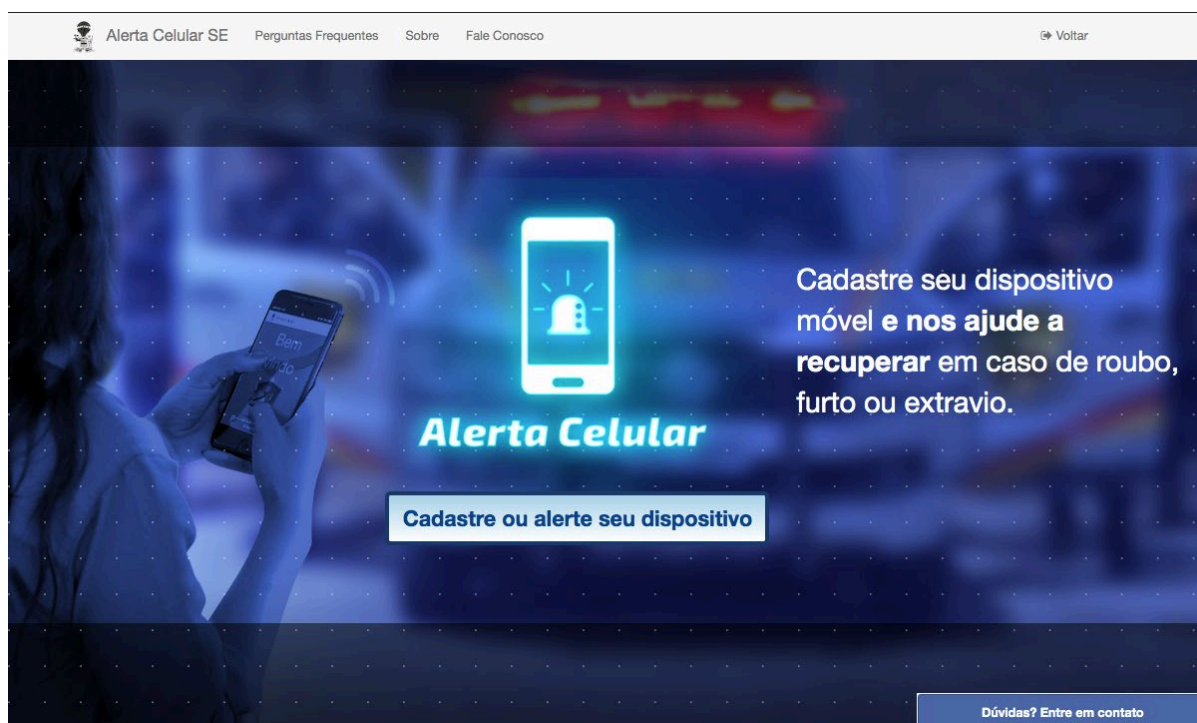 Alerta Celular SE
Perguntas Frequentes
Sobre
Fale Conosco
Voltar
Cadastre seu dispositivo
móvel e nos ajude a
recuperar em caso de roubo,
furto ou extravio.
Bem
Alerta Celular
Cadastre ou alerte seu dispositivo
Dúvidas? Entre em contato